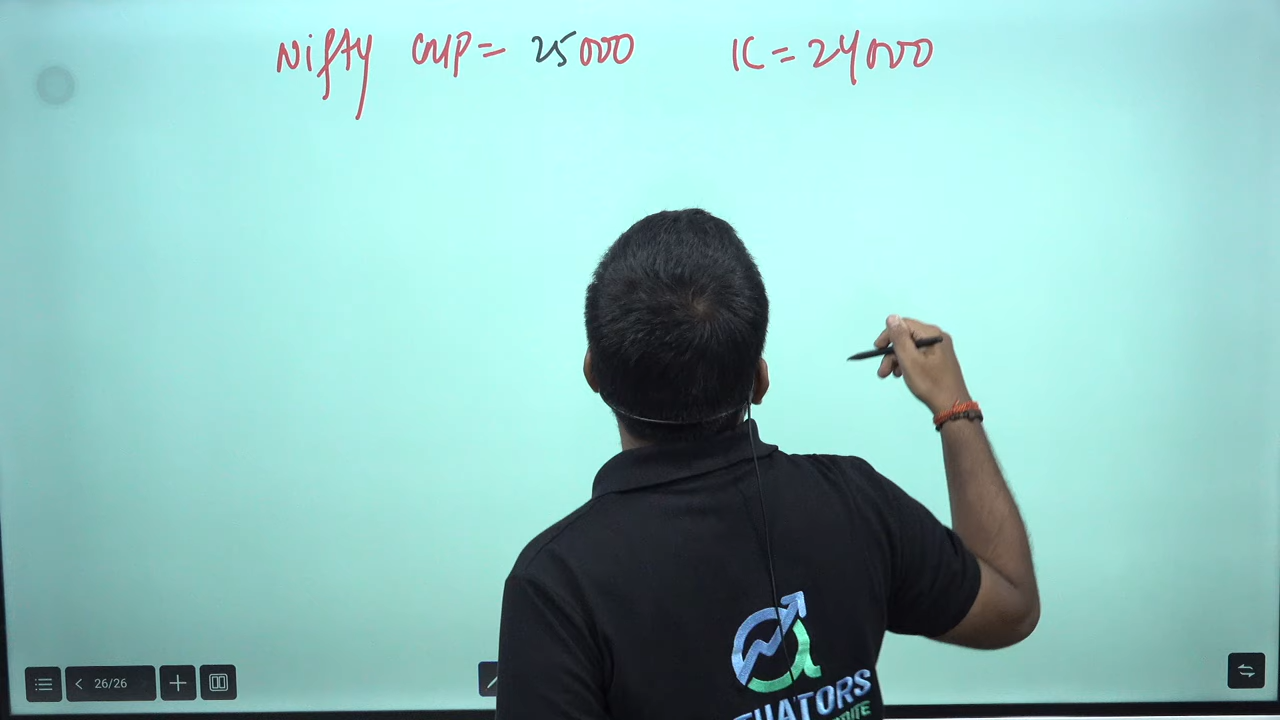 Nifty CMP = 25000 IC = 24000
26/26